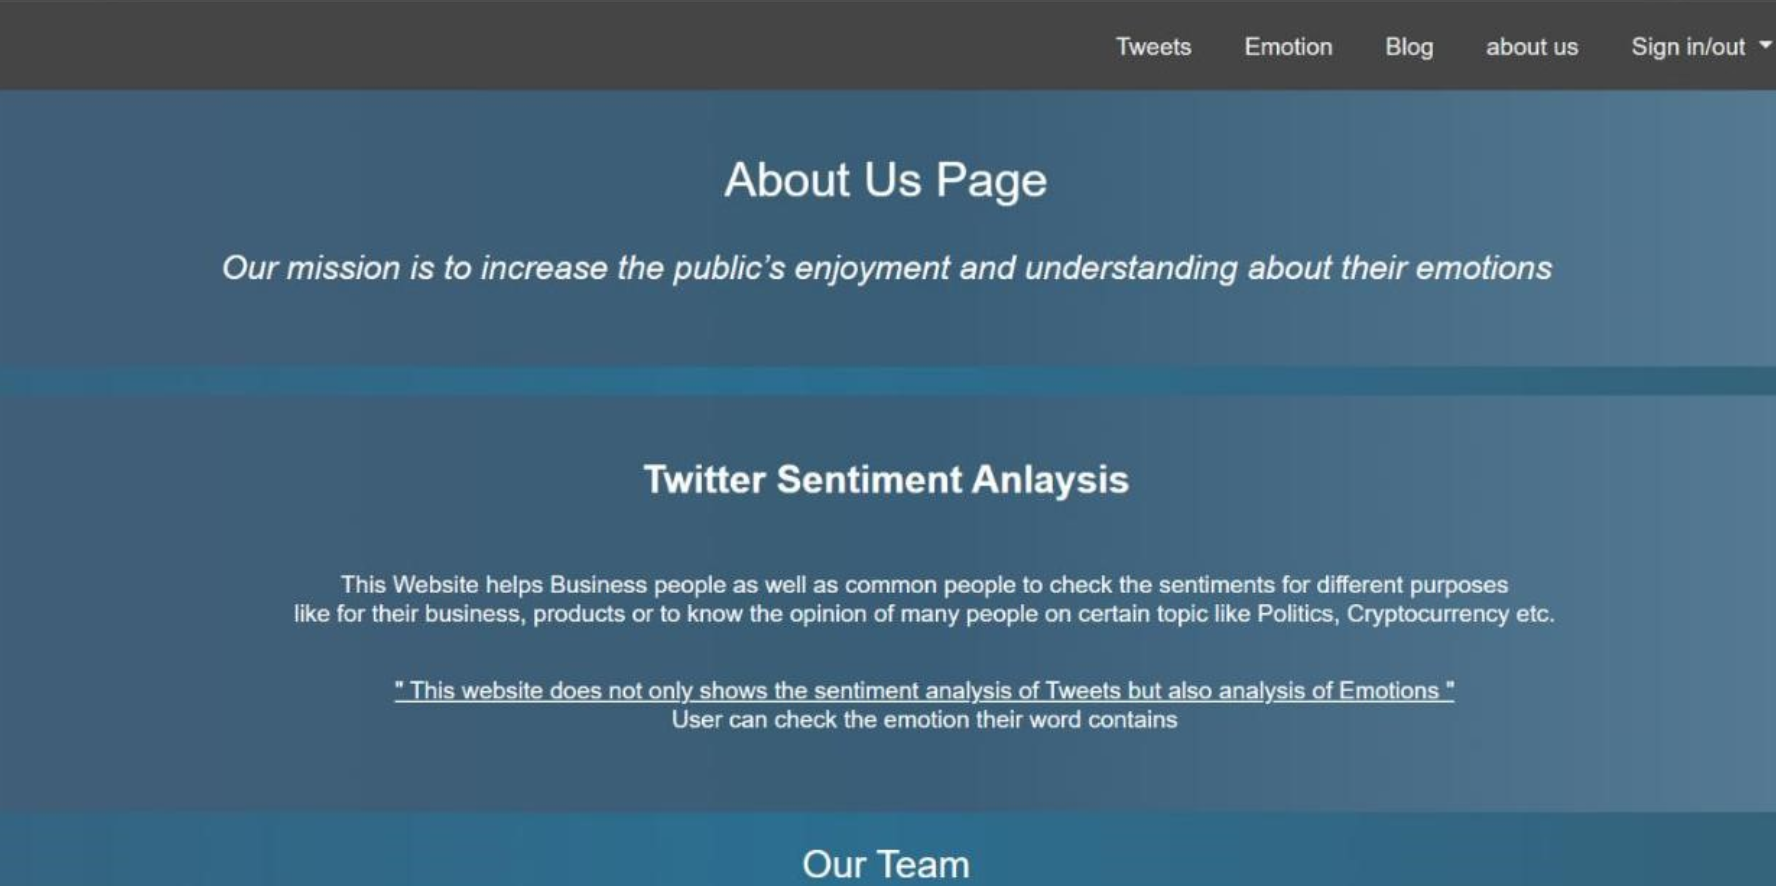 Tweets Emotion Blog about us Sign in/out
About Us Page
Our mission is to increase the public’s enjoyment and understanding about their emotions
Twitter Sentiment Anlaysis
This Website helps Business people as well as common people to check the sentiments for different purposes
like for their business, products or to know the opinion of many people on certain topic like Politics, Cryptocurrency etc.
" This website does not only shows the sentiment analysis of Tweets but also analysis of Emotions "
User can check the emotion their word contains
Our Team